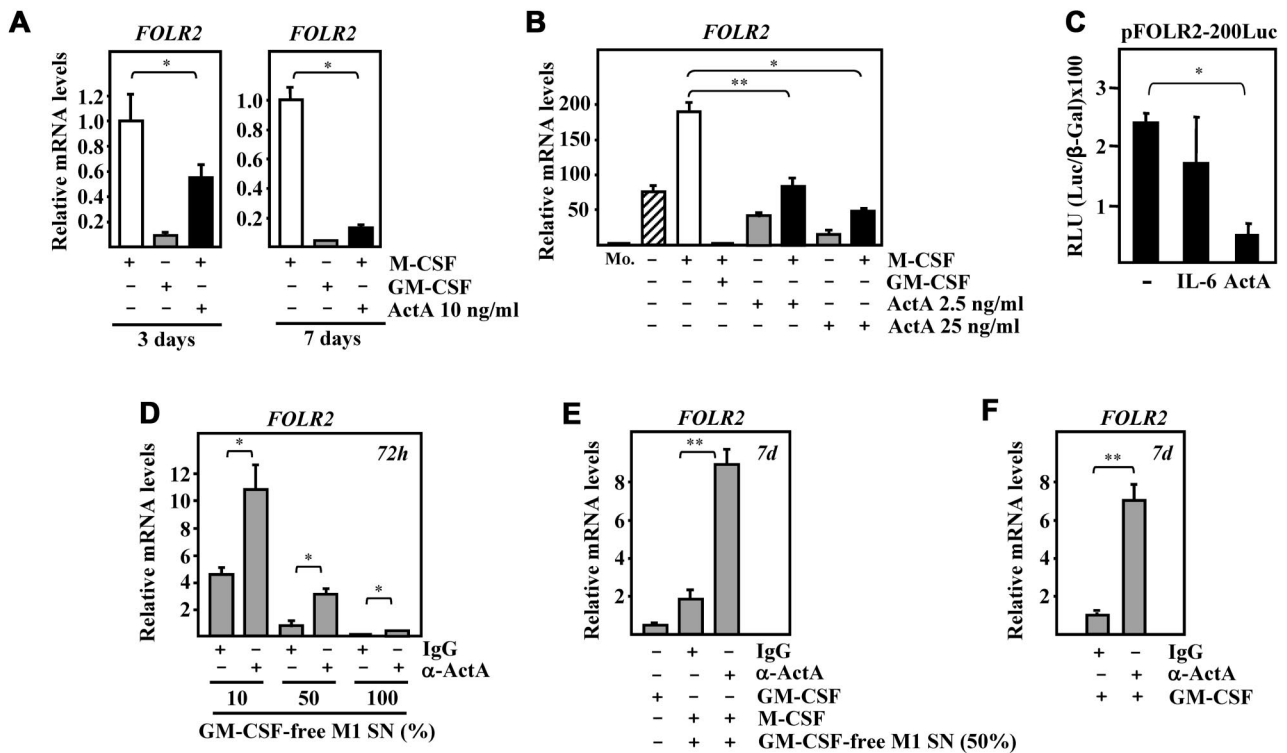 A
FOLR2
FOLR2
Relative mRNA levels
1.2
1.0
0.8
0.6
0.4
0.2
*
1.0
0.8
0.6
0.4
0.2
*
+ – + + – + M-CSF
– + – – + – GM-CSF
– – + – – + ActA 10 ng/ml
3 days
7 days
B
FOLR2
Relative mRNA levels
200
150
100
50
*
**
Mo. – + + – + – + M-CSF
– – + – – – – GM-CSF
– – – + + – – ActA 2.5 ng/ml
– – – – – + + ActA 25 ng/ml
C
pFOLR2-200Luc
RLU (Luc/β-Gal)x100
3
2
1
*
– IL-6 ActA
D
FOLR2
72h
Relative mRNA levels
12
10
8
6
4
2
*
*
*
+ – + – + – IgG
– + – + – + α-ActA
10 50 100
GM-CSF-free M1 SN (%)
E
FOLR2
7d
Relative mRNA levels
8
6
4
2
**
– + – IgG
– – + α-ActA
+ – – GM-CSF
– + + M-CSF
– + + GM-CSF-free M1 SN (50%)
F
FOLR2
7d
Relative mRNA levels
8
6
4
2
**
+ – IgG
– + α-ActA
+ + GM-CSF